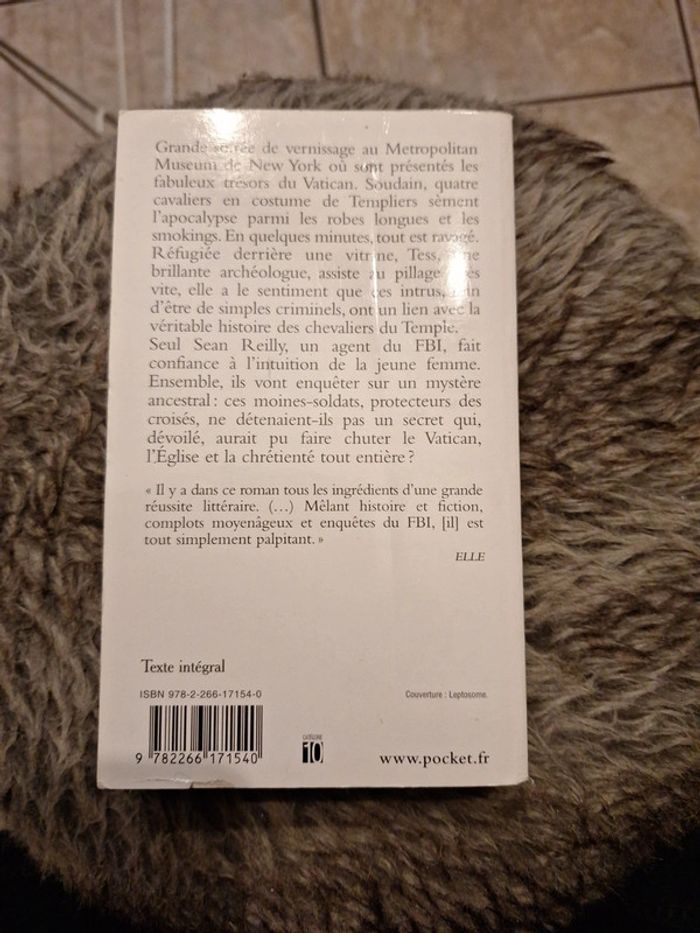 Grande soirée de vernissage au Metropolitan
Museum de New York où sont présentés les
fabuleux trésors du Vatican. Soudain, quatre
cavaliers en costume de Templiers sèment
l'apocalypse parmi les robes longues et les
smokings. En quelques minutes, tout est ravagé.
Réfugiée derrière une vitrine, Tess, une
brillante archéologue, assiste au pillage. Très
vite, elle a le sentiment que ces intrus, loin
d'être de simples criminels, ont un lien avec la
véritable histoire des chevaliers du Temple.
Seul Sean Reilly, un agent du FBI, fait
confiance à l'intuition de la jeune femme.
Ensemble, ils vont enquêter sur un mystère
ancestral : ces moines-soldats, protecteurs des
croisés, ne détenaient-ils pas un secret qui,
dévoilé, aurait pu faire chuter le Vatican,
l'Église et la chrétienté tout entière ?
« Il y a dans ce roman tous les ingrédients d'une grande
réussite littéraire. (…) Mêlant histoire et fiction,
complots moyenâgeux et enquêtes du FBI, [il] est
tout simplement palpitant. »
ELLE
Texte intégral
ISBN 978-2-266-17154-0
Couverture : Leptosome.
9 782266 171540
CATÉGORIE
10
www.pocket.fr